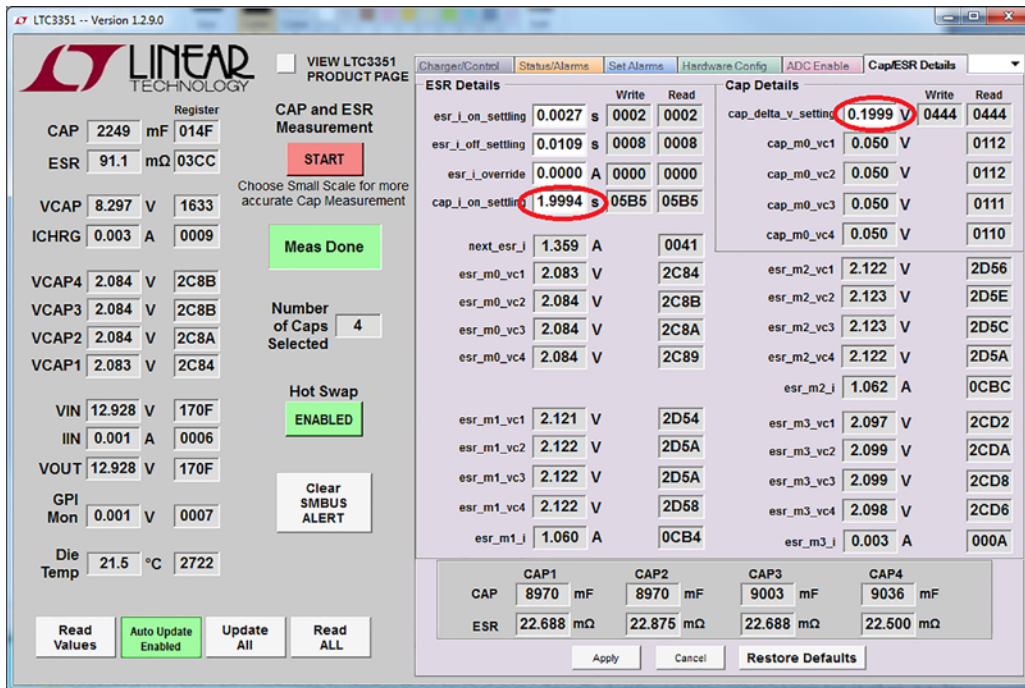 LTC3351 -- Version 1.2.9.0
LINEAR
TECHNOLOGY
VIEW LTC3351
PRODUCT PAGE
Register
CAP 2249 mF 014F
ESR 91.1 mΩ 03CC
VCAP 8.297 V 1633
ICHRG 0.003 A 0009
VCAP4 2.084 V 2C8B
VCAP3 2.084 V 2C8B
VCAP2 2.084 V 2C8A
VCAP1 2.083 V 2C84
VIN 12.928 V 170F
IIN 0.001 A 0006
VOUT 12.928 V 170F
GPI
Mon 0.001 V 0007
Die
Temp 21.5 °C 2722
CAP and ESR
Measurement
START
Choose Small Scale for more
accurate Cap Measurement
Meas Done
Number
of Caps 4
Selected
Hot Swap
ENABLED
Clear
SMBUS
ALERT
Read
Values
Auto Update
Enabled
Update
All
Read
ALL
Charger/Control Status/Alarms Set Alarms Hardware Config ADC Enable Cap/ESR Details
ESR Details
Write Read
esr_i_on_settling 0.0027 s 0002 0002
esr_i_off_settling 0.0109 s 0008 0008
esr_i_override 0.0000 A 0000 0000
cap_i_on_settling 1.9994 s 05B5 05B5
next_esr_i 1.359 A 0041
esr_m0_vc1 2.083 V 2C84
esr_m0_vc2 2.084 V 2C8B
esr_m0_vc3 2.084 V 2C8A
esr_m0_vc4 2.084 V 2C89
esr_m1_vc1 2.121 V 2D54
esr_m1_vc2 2.122 V 2D5A
esr_m1_vc3 2.122 V 2D5A
esr_m1_vc4 2.122 V 2D58
esr_m1_i 1.060 A 0CB4
Cap Details
Write Read
cap_delta_v_setting 0.1999 V 0444 0444
cap_m0_vc1 0.050 V 0112
cap_m0_vc2 0.050 V 0112
cap_m0_vc3 0.050 V 0111
cap_m0_vc4 0.050 V 0110
esr_m2_vc1 2.122 V 2D56
esr_m2_vc2 2.123 V 2D5E
esr_m2_vc3 2.123 V 2D5C
esr_m2_vc4 2.122 V 2D5A
esr_m2_i 1.062 A 0CBC
esr_m3_vc1 2.097 V 2CD2
esr_m3_vc2 2.099 V 2CDA
esr_m3_vc3 2.099 V 2CD8
esr_m3_vc4 2.098 V 2CD6
esr_m3_i 0.003 A 000A
CAP1 CAP2 CAP3 CAP4
CAP 8970 mF 8970 mF 9003 mF 9036 mF
ESR 22.688 mΩ 22.875 mΩ 22.688 mΩ 22.500 mΩ
Apply Cancel Restore Defaults